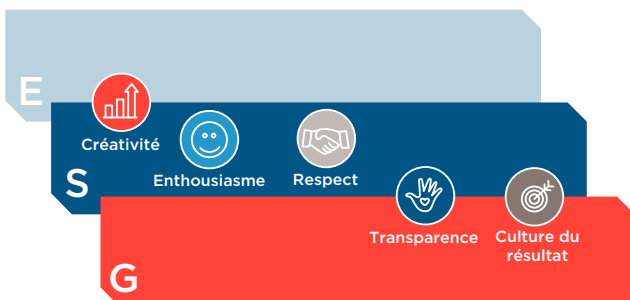 E
Créativité
S
Enthousiasme
Respect
Transparence
Culture du
résultat
G